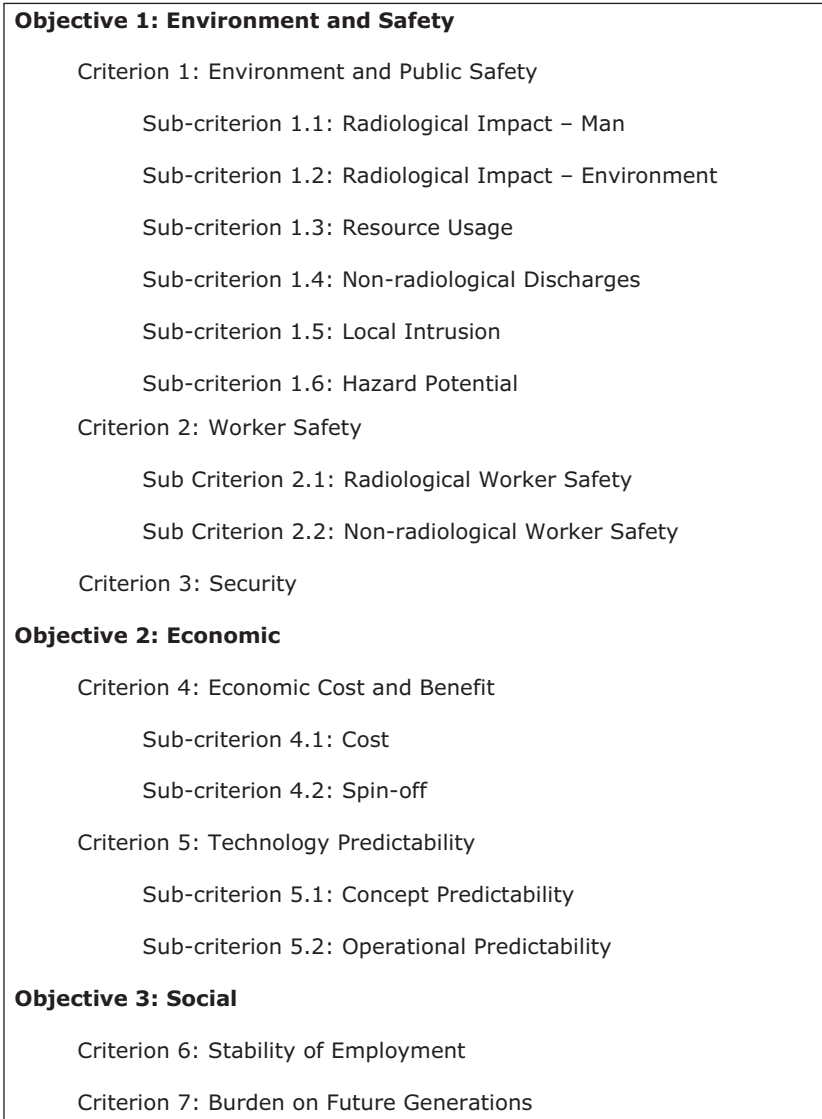 Objective 1: Environment and Safety
Criterion 1: Environment and Public Safety
Sub-criterion 1.1: Radiological Impact – Man
Sub-criterion 1.2: Radiological Impact – Environment
Sub-criterion 1.3: Resource Usage
Sub-criterion 1.4: Non-radiological Discharges
Sub-criterion 1.5: Local Intrusion
Sub-criterion 1.6: Hazard Potential
Criterion 2: Worker Safety
Sub Criterion 2.1: Radiological Worker Safety
Sub Criterion 2.2: Non-radiological Worker Safety
Criterion 3: Security
Objective 2: Economic
Criterion 4: Economic Cost and Benefit
Sub-criterion 4.1: Cost
Sub-criterion 4.2: Spin-off
Criterion 5: Technology Predictability
Sub-criterion 5.1: Concept Predictability
Sub-criterion 5.2: Operational Predictability
Objective 3: Social
Criterion 6: Stability of Employment
Criterion 7: Burden on Future Generations